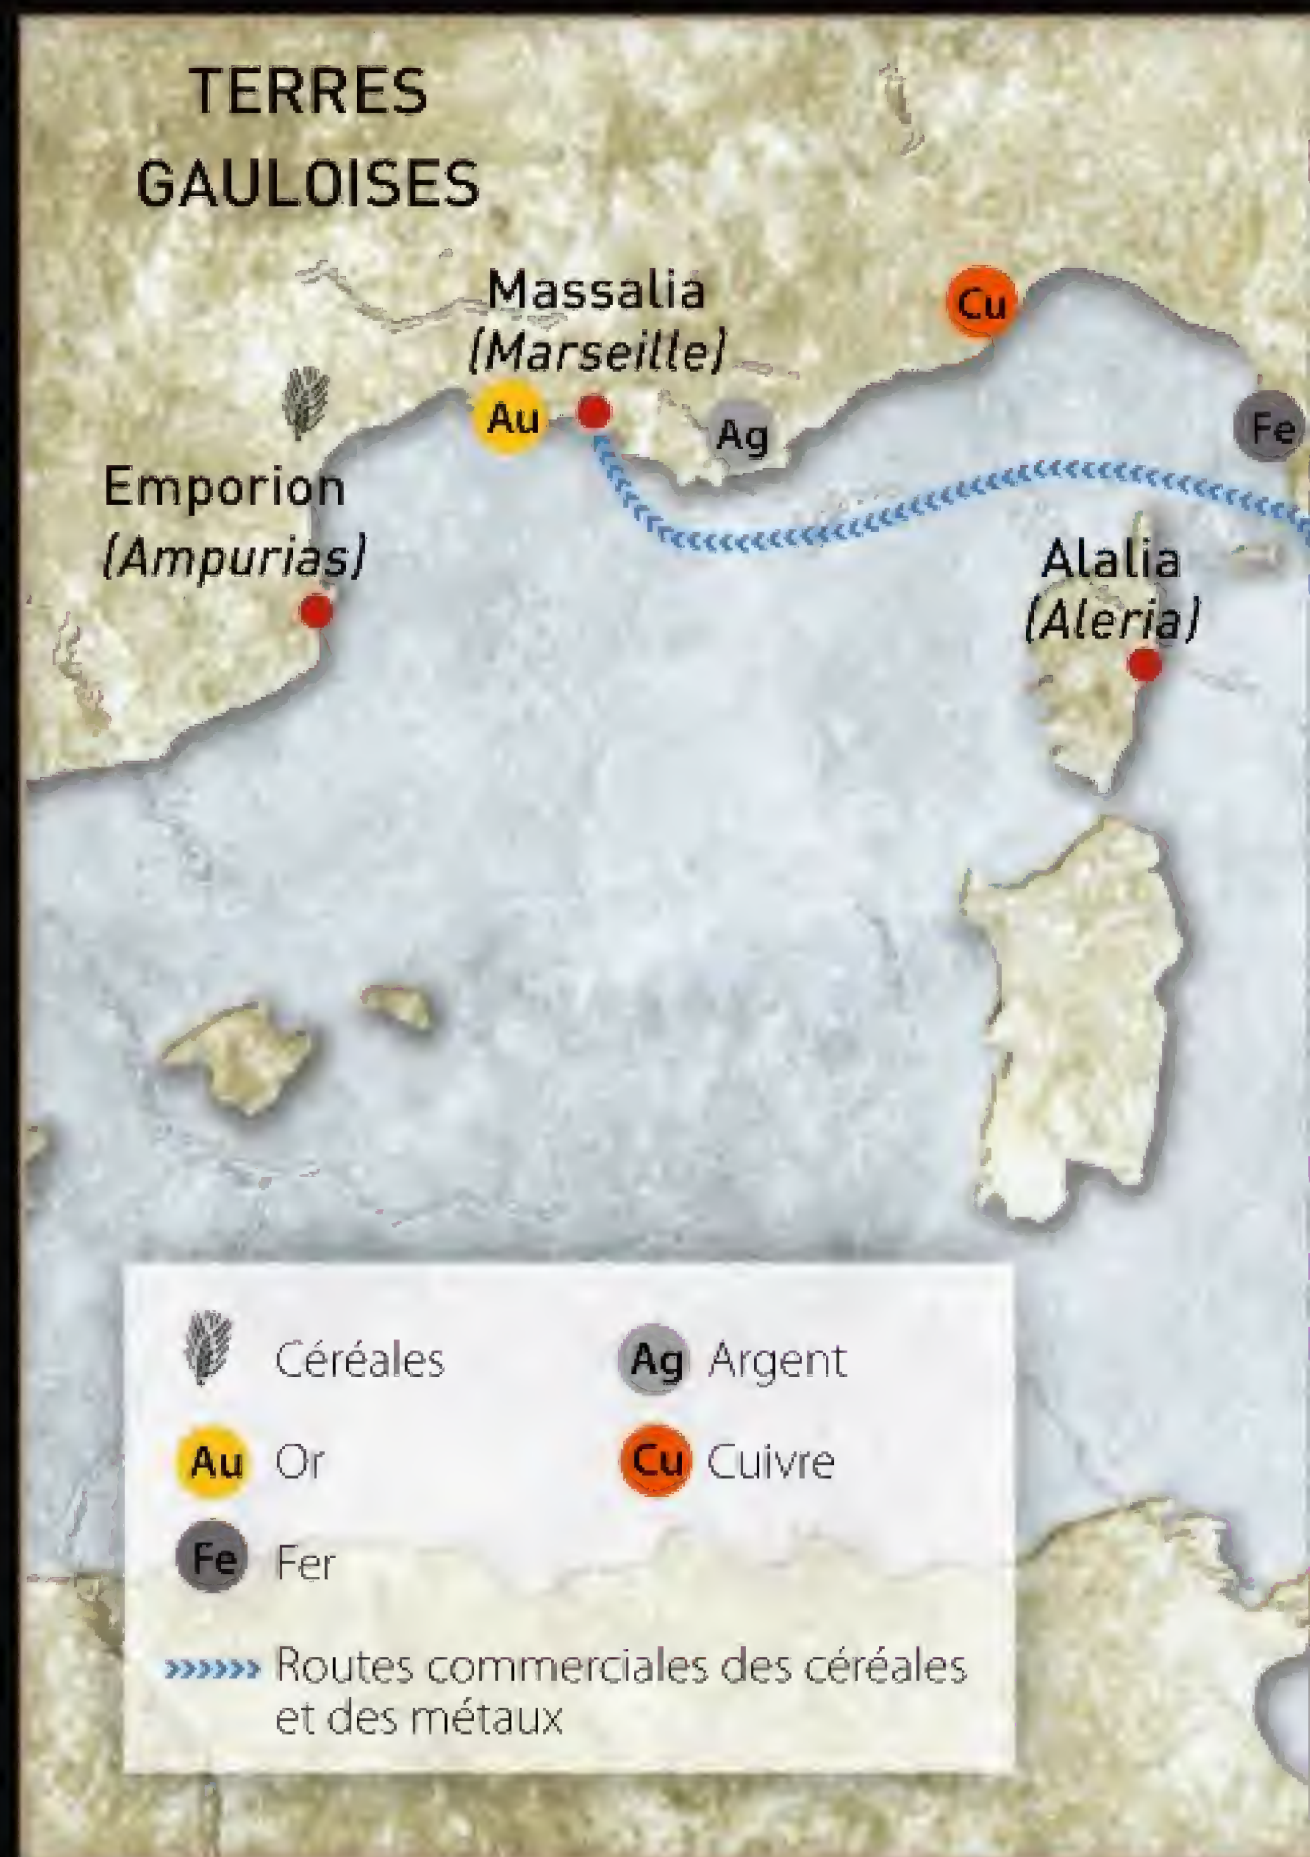 TERRES
GAULOISES
Massalia
(Marseille)
Cu
Au
Ag
Fe
Emporion
(Ampurias)
Alalia
(Aleria)
Céréales
Ag Argent
Au Or
Cu Cuivre
Fe Fer
Routes commerciales des céréales
et des métaux